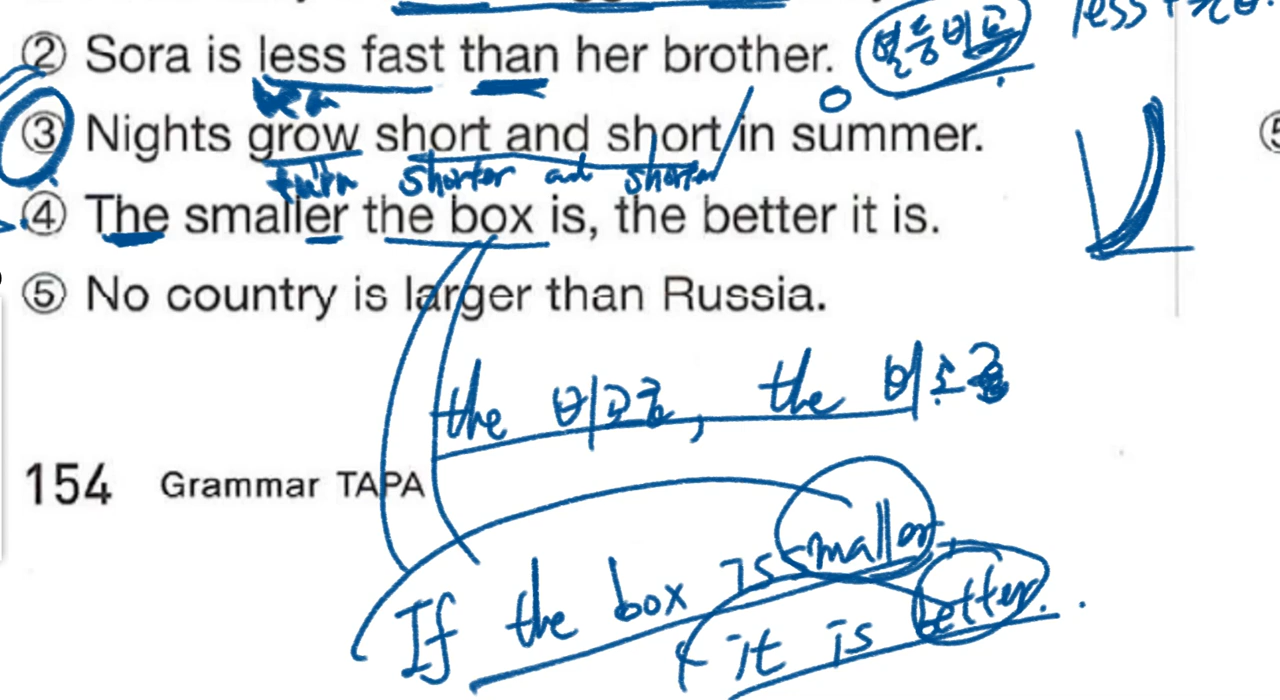 ② Sora is less fast than her brother. 열등비교
③ Nights grow short and short in summer.
turn shorter and shorter
④ The smaller the box is, the better it is.
⑤ No country is larger than Russia.
the 비교급, the 비교급
154 Grammar TAPA
If the box is smaller,
it is better.